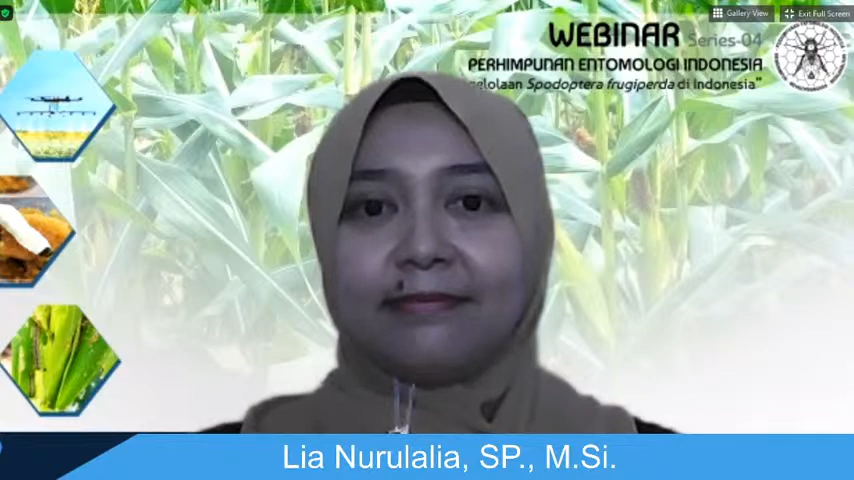 Gallery View
Exit Full Screen
WEBINAR Series-04
PERHIMPUNAN ENTOMOLOGI INDONESIA
Spodoptera frugiperda di Indonesia"
Lia Nurulalia, SP., M.Si.